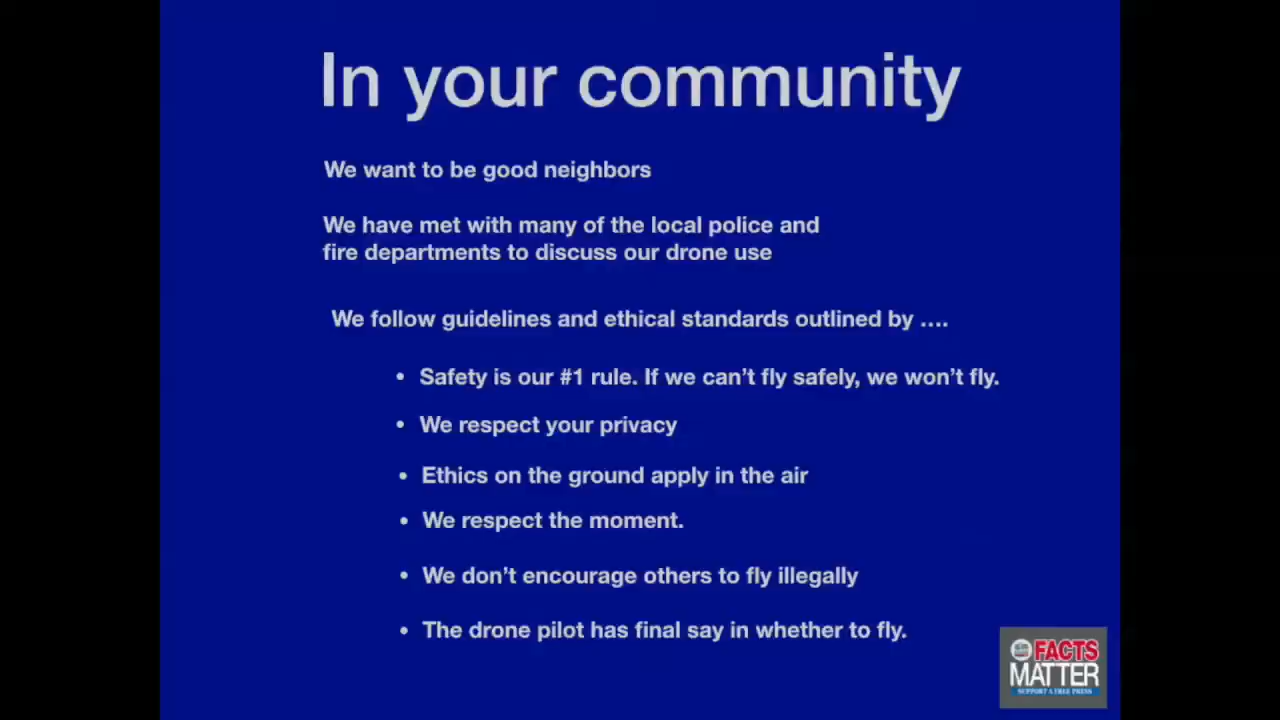 In your community
We want to be good neighbors
We have met with many of the local police and
fire departments to discuss our drone use
We follow guidelines and ethical standards outlined by ....
• Safety is our #1 rule. If we can't fly safely, we won't fly.
• We respect your privacy
• Ethics on the ground apply in the air
• We respect the moment.
• We don't encourage others to fly illegally
• The drone pilot has final say in whether to fly.
FACTS
MATTER
SUPPORT A FREE PRESS